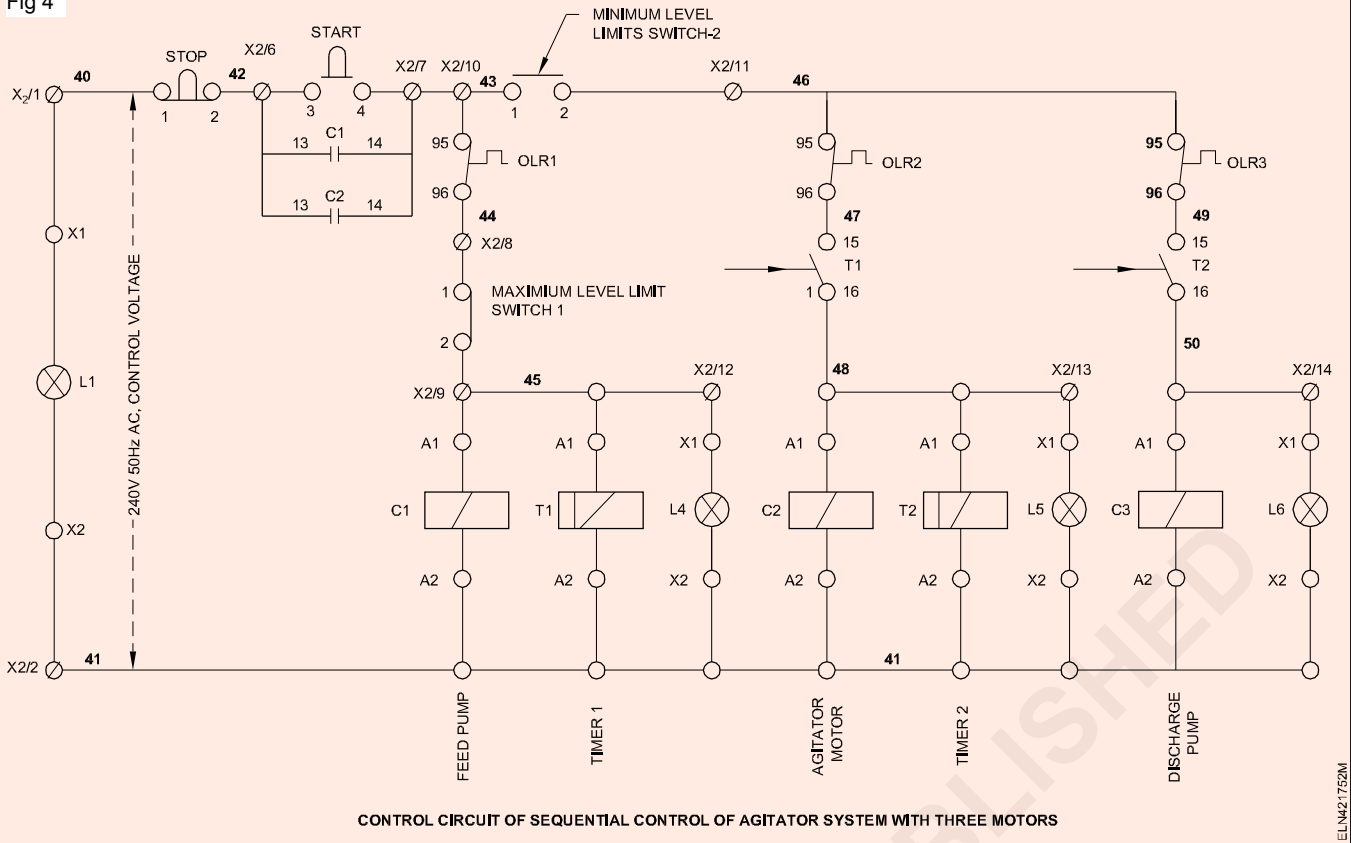 Fig 4
MINIMUM LEVEL
LIMITS SWITCH-2
START
STOP
X2/6
X2/7
X2/10
X2/11
40
42
43
46
X2/1
1
2
3
4
1
2
13
C1
14
13
C2
14
95
OLR1
96
95
OLR2
96
95
OLR3
96
44
47
49
X2/8
15
T1
1
16
15
T2
16
X1
240V 50Hz AC, CONTROL VOLTAGE
1
MAXIMIUM LEVEL LIMIT
SWITCH 1
2
50
L1
X2/9
45
X2/12
48
X2/13
X2/14
A1
A1
X1
A1
A1
X1
A1
X1
C1
T1
L4
C2
T2
L5
C3
L6
X2
A2
A2
X2
A2
A2
X2
A2
X2
X2/2
41
41
FEED PUMP
TIMER 1
AGITATOR
MOTOR
TIMER 2
DISCHARGE
PUMP
CONTROL CIRCUIT OF SEQUENTIAL CONTROL OF AGITATOR SYSTEM WITH THREE MOTORS
ELN421752M
BLISHED